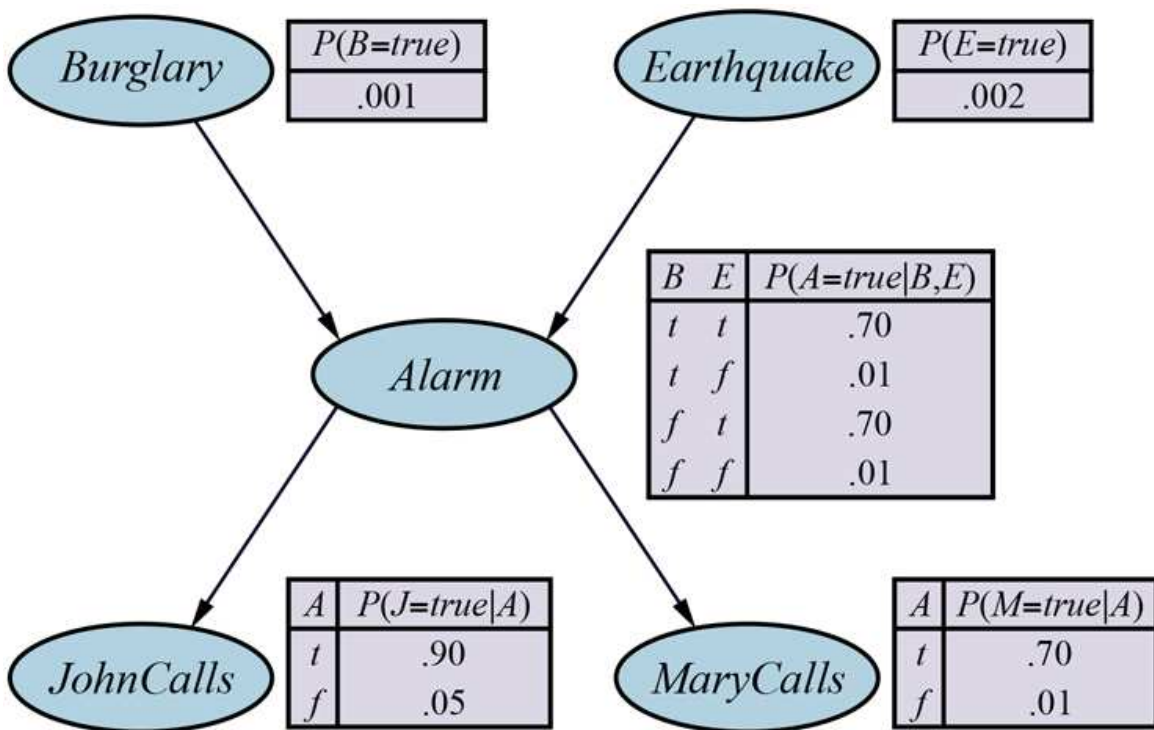 Burglary
P(B=true)
.001
Earthquake
P(E=true)
.002
B E P(A=true|B,E)
t t .70
t f .01
f t .70
f f .01
Alarm
JohnCalls
A P(J=true|A)
t .90
f .05
MaryCalls
A P(M=true|A)
t .70
f .01